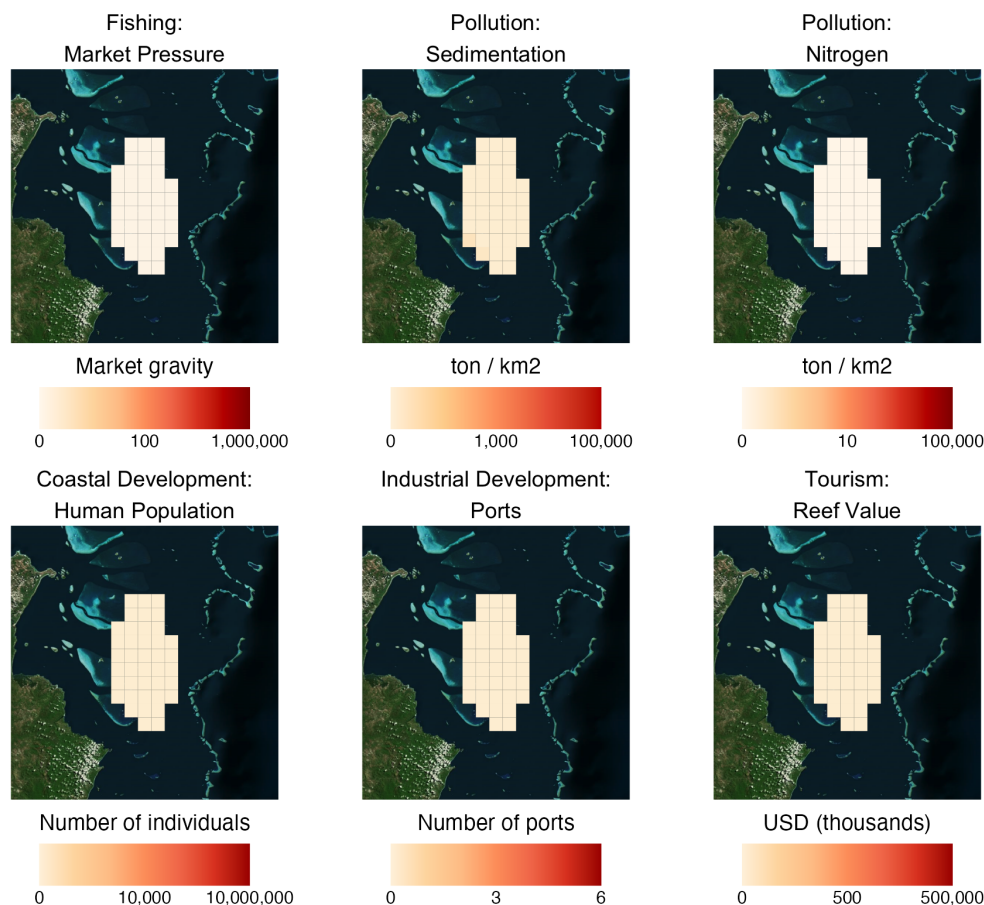 Fishing:
Market Pressure
Pollution:
Sedimentation
Pollution:
Nitrogen
Market gravity
0 100 1,000,000
ton / km2
0 1,000 100,000
ton / km2
0 10 100,000
Coastal Development:
Human Population
Industrial Development:
Ports
Tourism:
Reef Value
Number of individuals
0 10,000 10,000,000
Number of ports
0 3 6
USD (thousands)
0 500 500,000